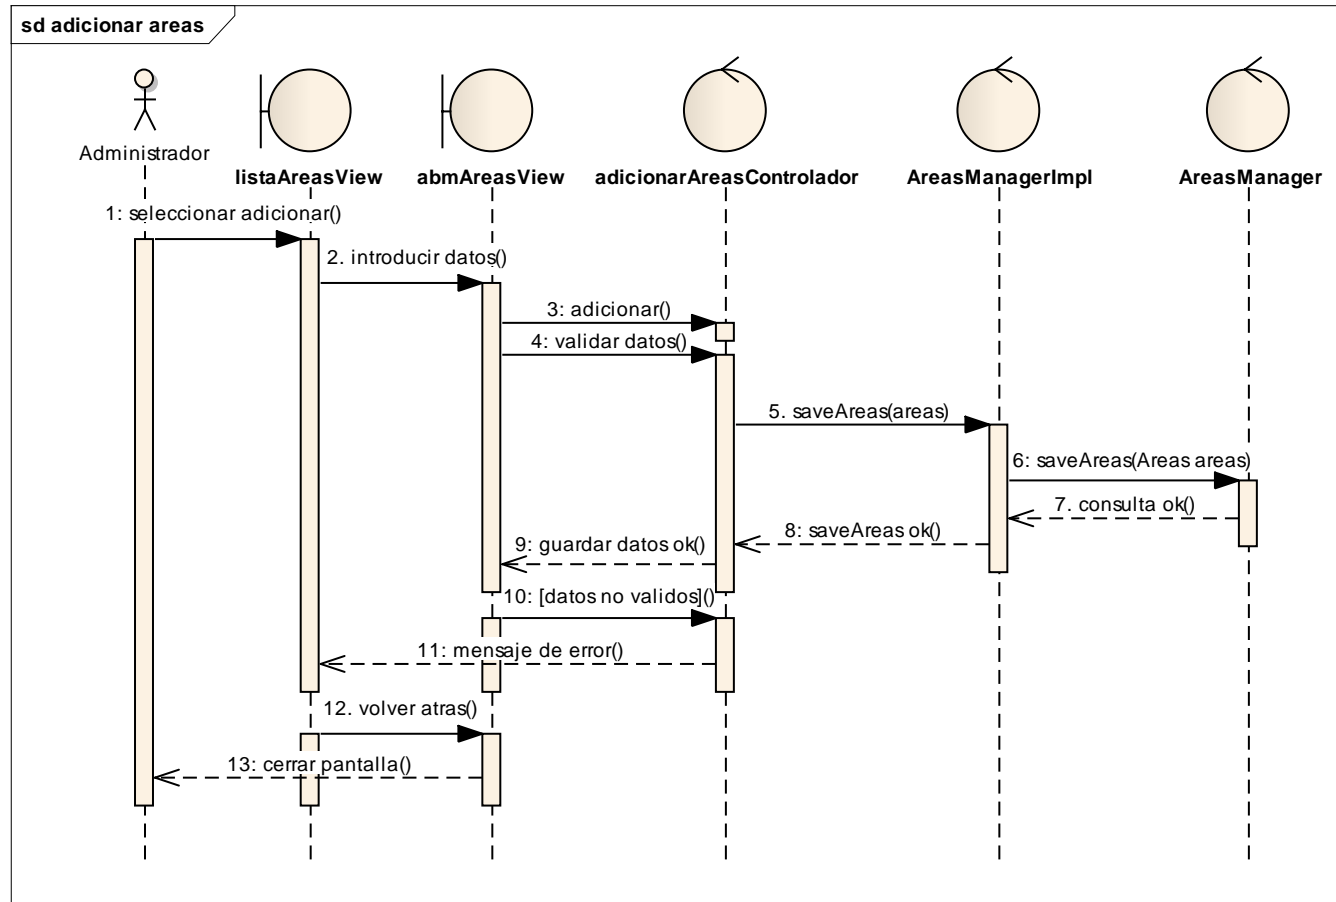 sd adicionar areas
Administrador
listaAreasView
abmAreasView
adicionarAreasControlador
AreasManagerImpl
AreasManager
1: seleccionar adicionar()
2. introducir datos()
3: adicionar()
4: validar datos()
5. saveAreas(areas)
6: saveAreas(Areas areas)
7. consulta ok()
8: saveAreas ok()
9: guardar datos ok()
10: [datos no validos]()
11: mensaje de error()
12. volver atras()
13: cerrar pantalla()